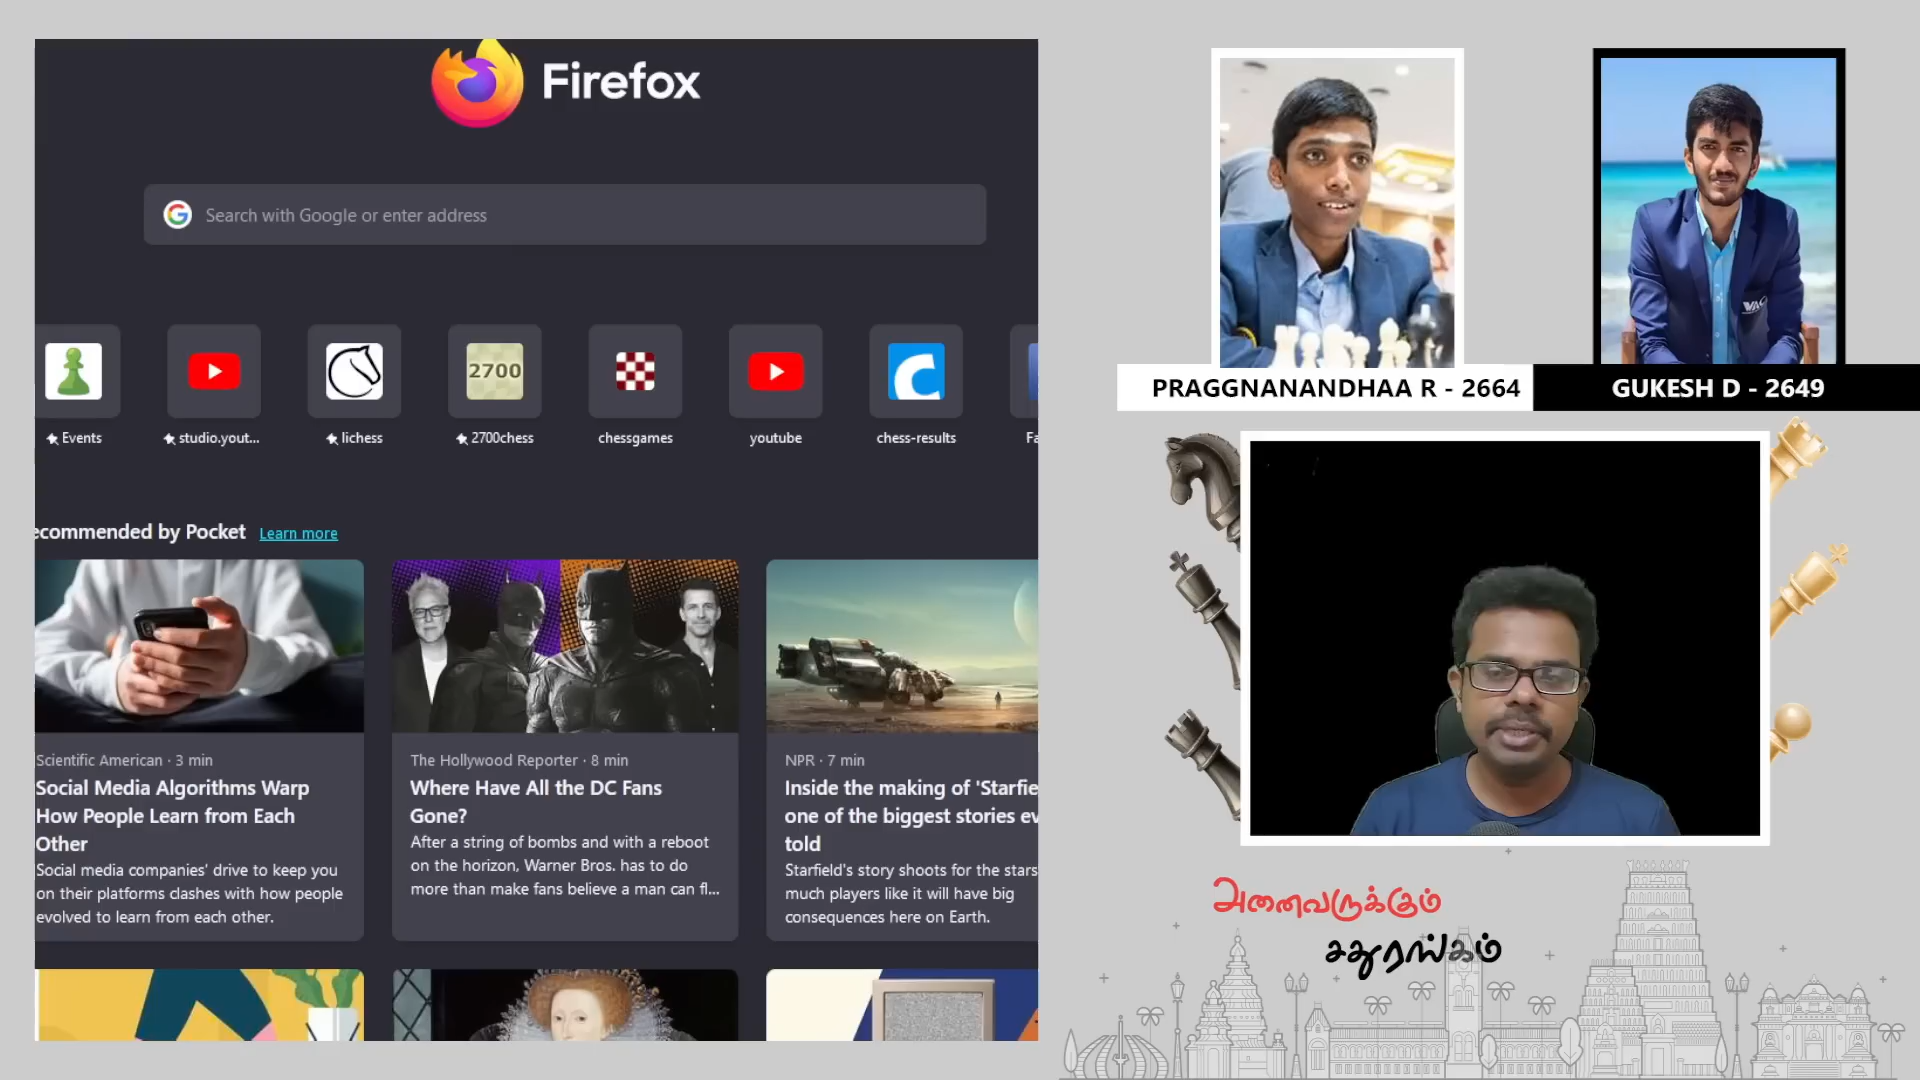 Firefox
Search with Google or enter address
2700
Events
studio.yout...
lichess
2700chess
chessgames
youtube
chess-results
ecommended by Pocket Learn more
Scientific American · 3 min
Social Media Algorithms Warp
How People Learn from Each
Other
Social media companies' drive to keep you
on their platforms clashes with how people
evolved to learn from each other.
The Hollywood Reporter · 8 min
Where Have All the DC Fans
Gone?
After a string of bombs and with a reboot
on the horizon, Warner Bros. has to do
more than make fans believe a man can fl...
NPR · 7 min
Inside the making of 'Starfie
one of the biggest stories ev
told
Starfield's story shoots for the stars
much players like it will have big
consequences here on Earth.
PRAGGNANANDHAA R - 2664
GUKESH D - 2649
அனைவருக்கும்
சதுரங்கம்